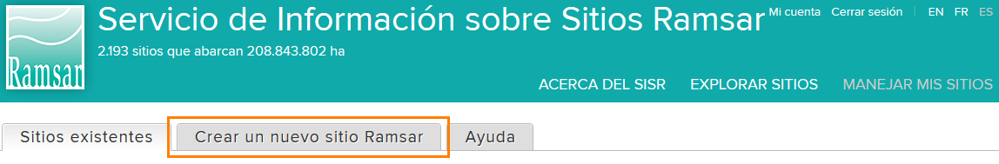 Servicio de Información sobre Sitios Ramsar
Mi cuenta Cerrar sesión | EN FR ES
2.193 sitios que abarcan 208.843.802 ha
Ramsar
ACERCA DEL SISR EXPLORAR SITIOS MANEJAR MIS SITIOS
Sitios existentes Crear un nuevo sitio Ramsar Ayuda